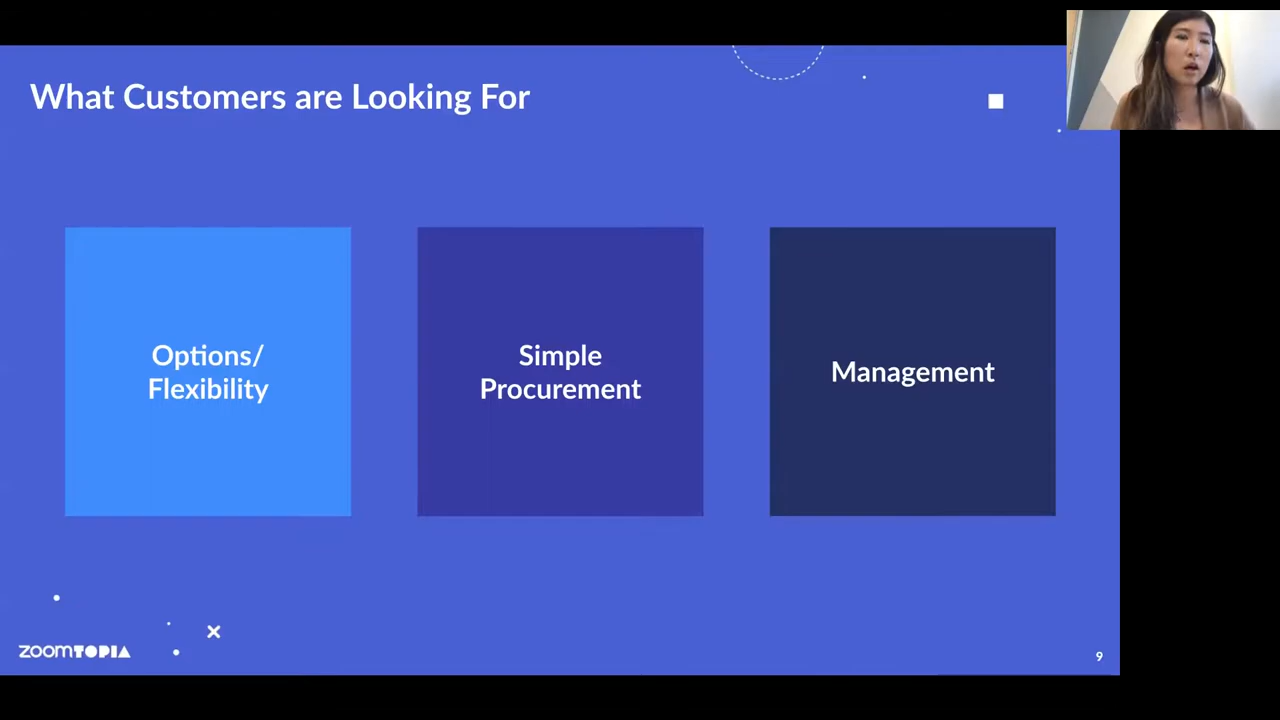 What Customers are Looking For
Options/
Flexibility
Simple
Procurement
Management
zoomTOPIA
9